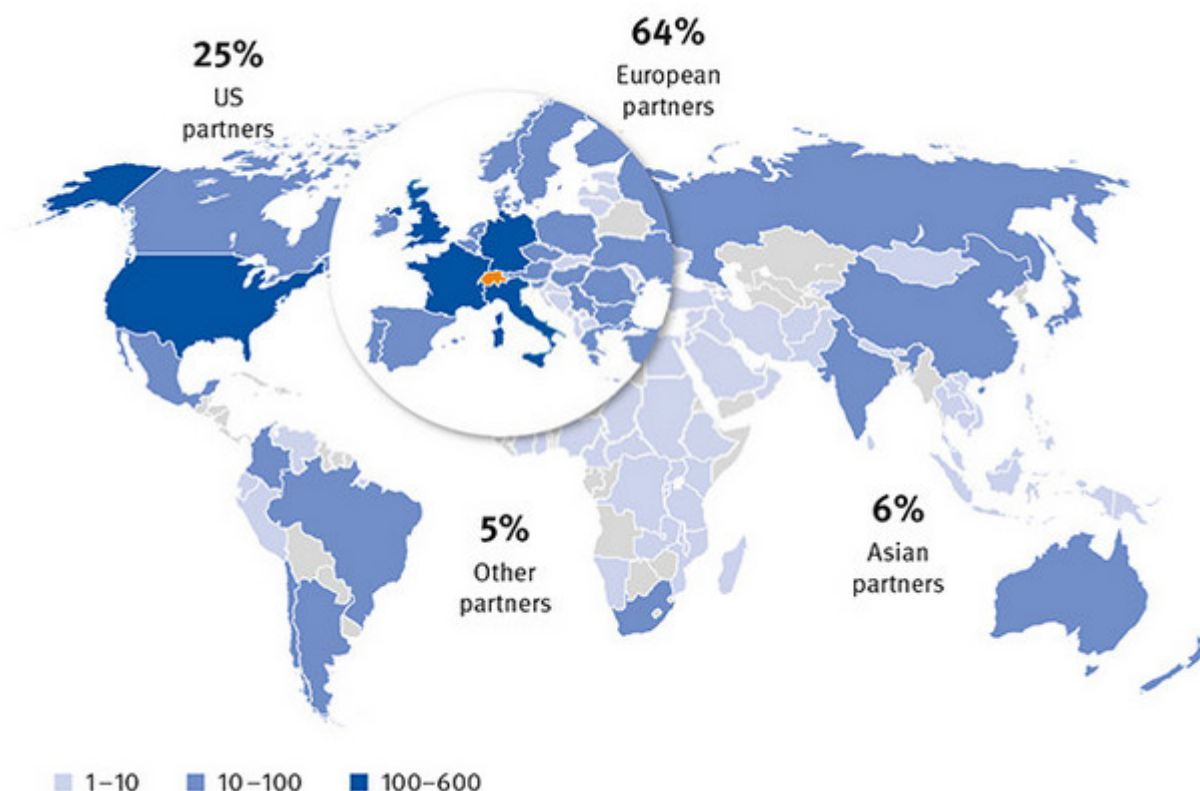 25%
US
partners
64%
European
partners
5%
Other
partners
6%
Asian
partners
1–10
10–100
100–600